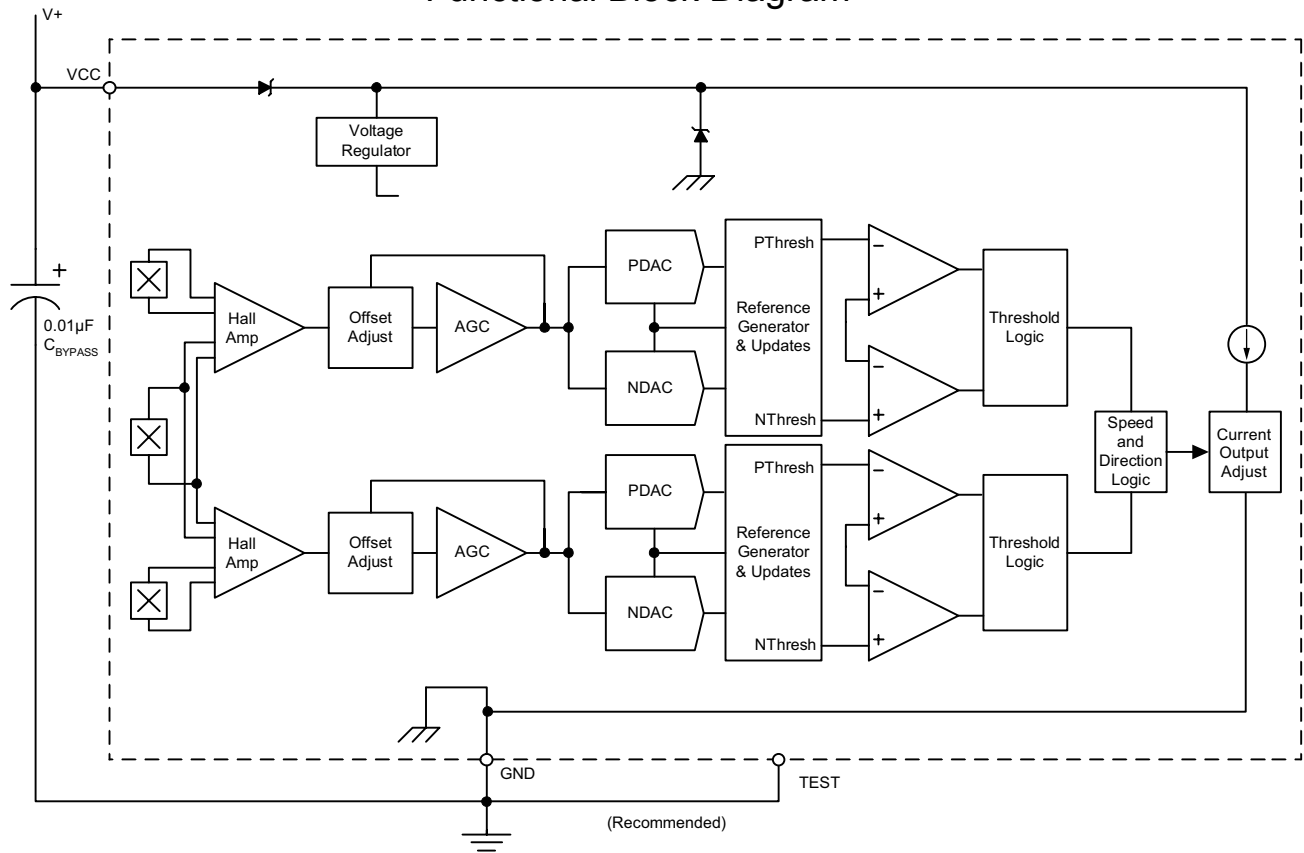 Functional Block Diagram
V+
VCC
Voltage
Regulator
+
0.01µF
C_BYPASS
Hall
Amp
Offset
Adjust
AGC
PDAC
NDAC
PThresh
Reference
Generator
& Updates
NThresh
−
+
−
+
Threshold
Logic
Speed
and
Direction
Logic
Current
Output
Adjust
Hall
Amp
Offset
Adjust
AGC
PDAC
NDAC
PThresh
Reference
Generator
& Updates
NThresh
−
+
−
+
Threshold
Logic
GND
TEST
(Recommended)